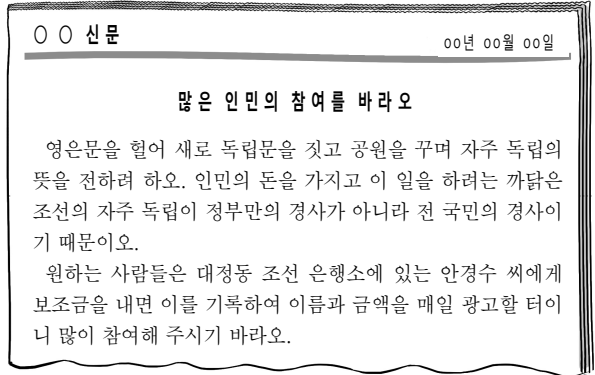 ○ ○ 신문
○○년 ○○월 ○○일
많은 인민의 참여를 바라오
영은문을 헐어 새로 독립문을 짓고 공원을 꾸며 자주 독립의
뜻을 전하려 하오. 인민의 돈을 가지고 이 일을 하려는 까닭은
조선의 자주 독립이 정부만의 경사가 아니라 전 국민의 경사이
기 때문이오.
원하는 사람들은 대정동 조선 은행소에 있는 안경수 씨에게
보조금을 내면 이를 기록하여 이름과 금액을 매일 광고할 터이
니 많이 참여해 주시기 바라오.